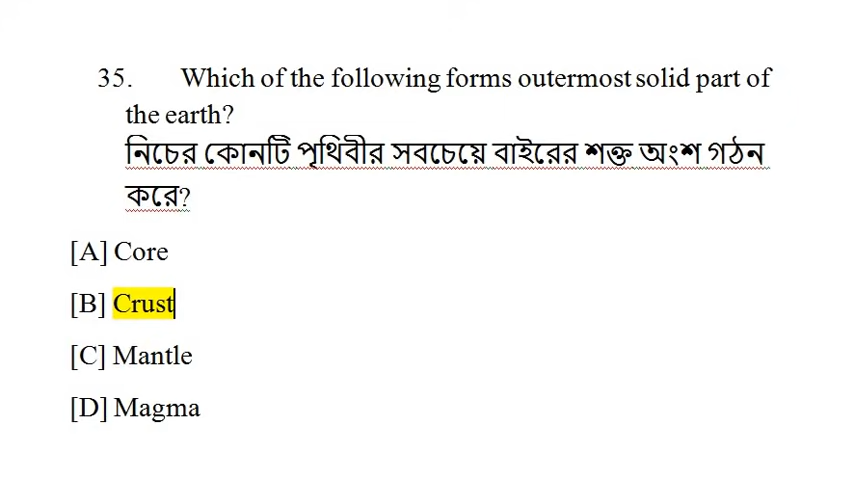 35. Which of the following forms outermost solid part of
the earth?
নিচের কোনটি পৃথিবীর সবচেয়ে বাইরের শক্ত অংশ গঠন
করে?
[A] Core
[B] Crust
[C] Mantle
[D] Magma